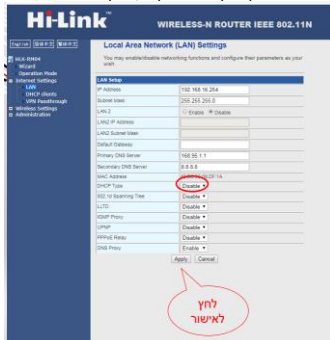 Hi-Link™
WIRELESS-N ROUTER IEEE 802.11N
English
HLK-RM04
Wizard
Operation Mode
Internet Settings
LAN
DHCP clients
VPN Passthrough
Wireless Settings
Administration
Local Area Network (LAN) Settings
You may enable/disable networking functions and configure their parameters as your
wish
LAN Setup
IP Address 192.168.16.254
Subnet Mask 255.255.255.0
LAN 2 Enable Disable
LAN2 IP Address
LAN2 Subnet Mask
Default Gateway
Primary DNS Server 168.95.1.1
Secondary DNS Server 8.8.8.8
MAC Address
DHCP Type Disable
802.1d Spanning Tree Disable
LLTD Disable
IGMP Proxy Disable
UPNP Disable
PPPoE Relay Disable
DNS Proxy Enable
Apply Cancel
לחץ
לאישור